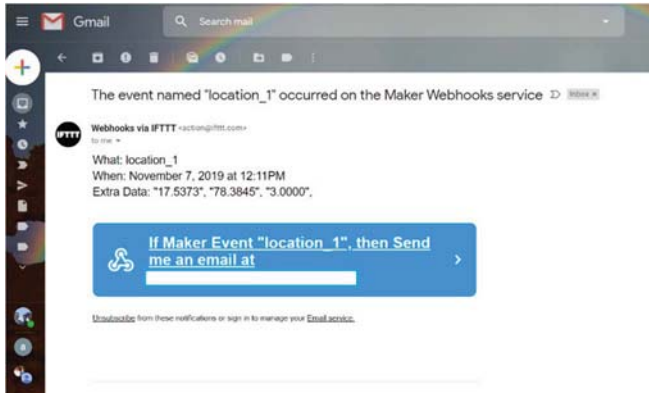 Gmail
Search mail
The event named "location_1" occurred on the Maker Webhooks service
Inbox x
IFTTT
Webhooks via IFTTT <action@ifttt.com>
to me
What: location_1
When: November 7, 2019 at 12:11PM
Extra Data: "17.5373", "78.3845", "3.0000",
If Maker Event "location_1", then Send
me an email at
Unsubscribe from these notifications or sign in to manage your Email service.
a